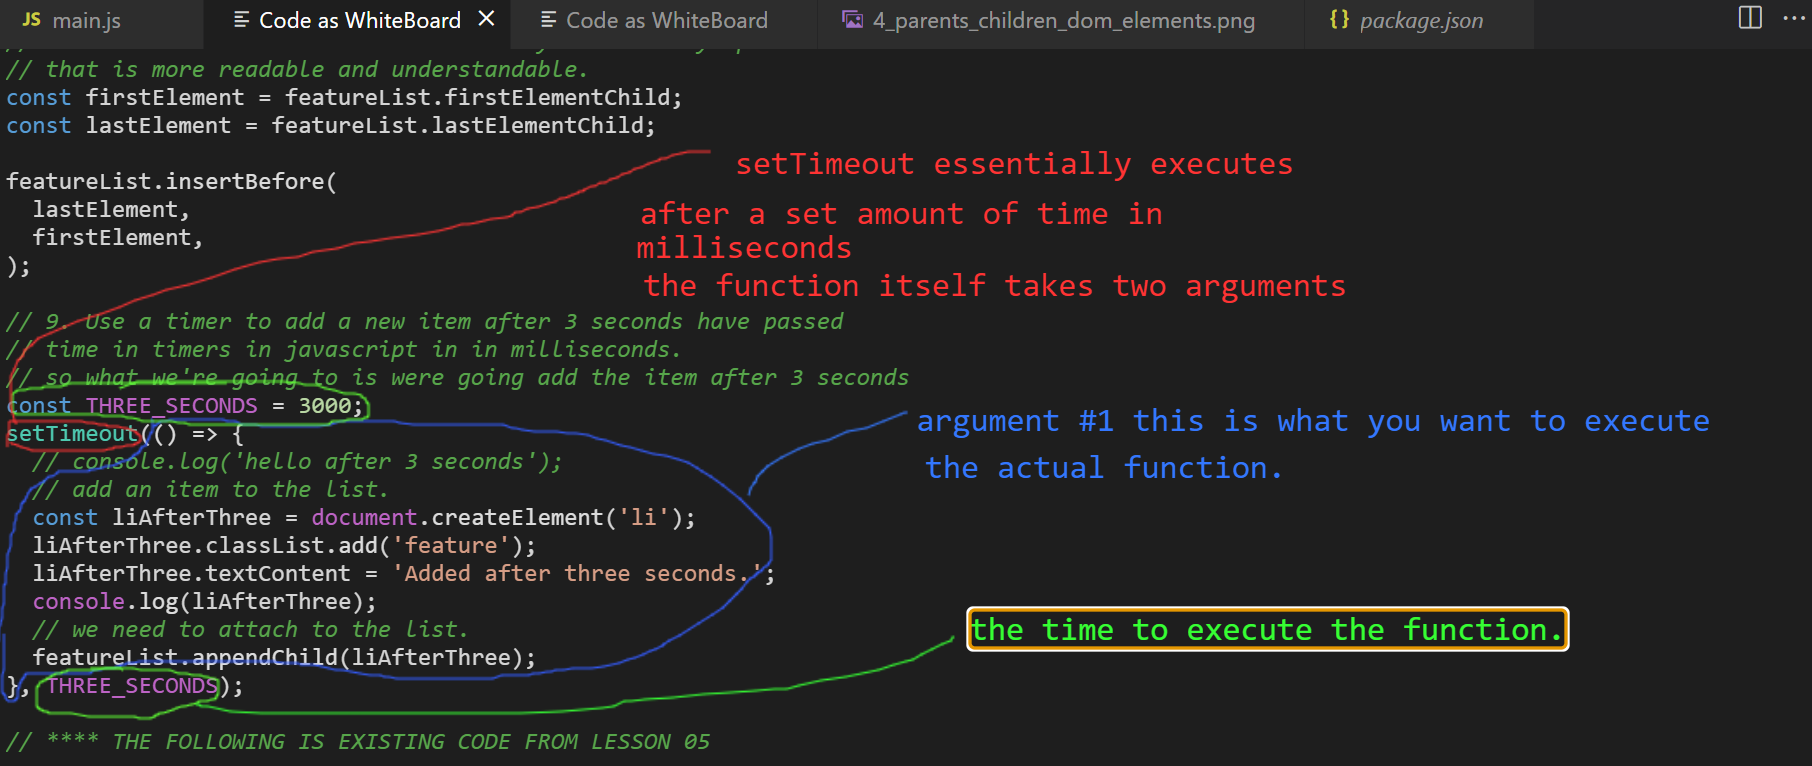 JS main.js
Code as WhiteBoard
Code as WhiteBoard
4_parents_children_dom_elements.png
{} package.json
// that is more readable and understandable.
const firstElement = featureList.firstElementChild;
const lastElement = featureList.lastElementChild;
setTimeout essentially executes
featureList.insertBefore(
lastElement,
after a set amount of time in
firstElement,
milliseconds
);
the function itself takes two arguments
// 9. Use a timer to add a new item after 3 seconds have passed
// time in timers in javascript in in milliseconds.
// so what we're going to is were going add the item after 3 seconds
const THREE_SECONDS = 3000;
argument #1 this is what you want to execute
setTimeout(() => {
// console.log('hello after 3 seconds');
the actual function.
// add an item to the list.
const liAfterThree = document.createElement('li');
liAfterThree.classList.add('feature');
liAfterThree.textContent = 'Added after three seconds.';
console.log(liAfterThree);
// we need to attach to the list.
the time to execute the function.
featureList.appendChild(liAfterThree);
}, THREE_SECONDS);
// **** THE FOLLOWING IS EXISTING CODE FROM LESSON 05